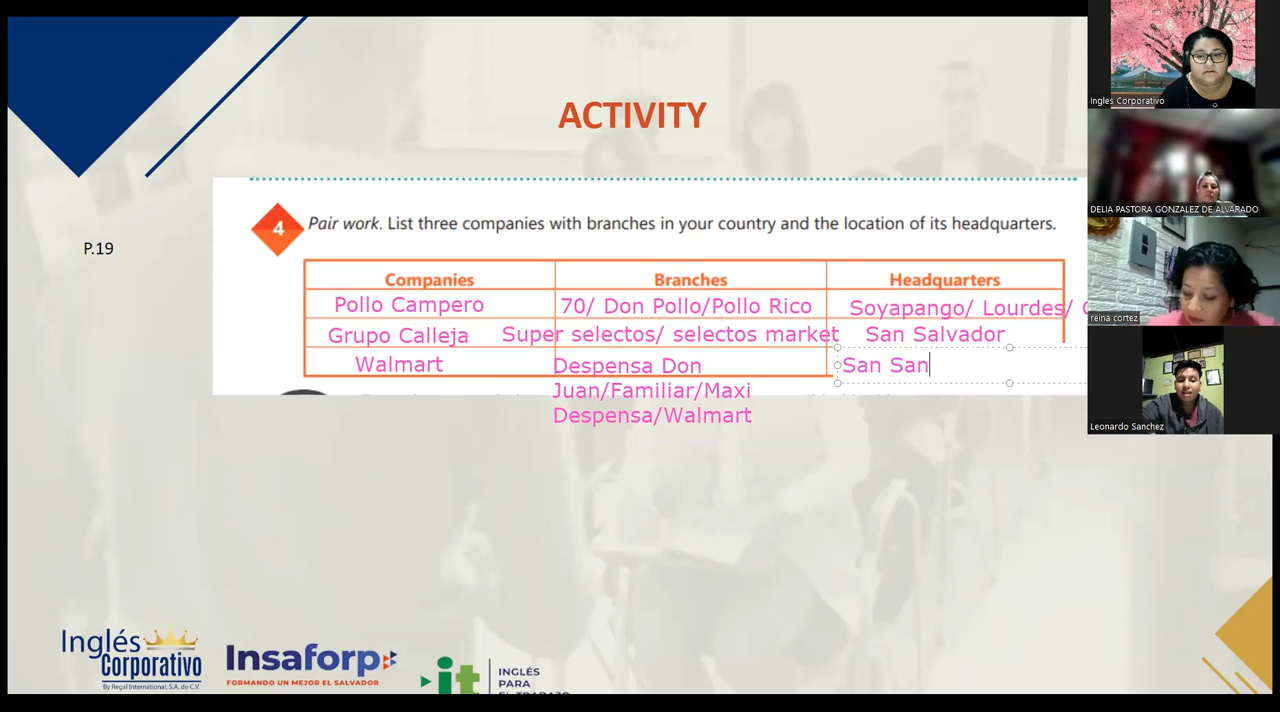 ACTIVITY
P.19
4 Pair work. List three companies with branches in your country and the location of its headquarters.
Companies Branches Headquarters
Pollo Campero 70/ Don Pollo/Pollo Rico Soyapango/ Lourdes/
Grupo Calleja Super selectos/ selectos market San Salvador
Walmart Despensa Don San San
Juan/Familiar/Maxi
Despensa/Walmart
Ingles Corporativo
DELIA PASTORA GONZALEZ DE ALVARADO
reina cortez
Leonardo Sanchez
Inglés
Corporativo
By Regal International, S.A. de C.V.
Insaforp
FORMANDO UN MEJOR EL SALVADOR
it
INGLÉS
PARA
EL TRABAJO